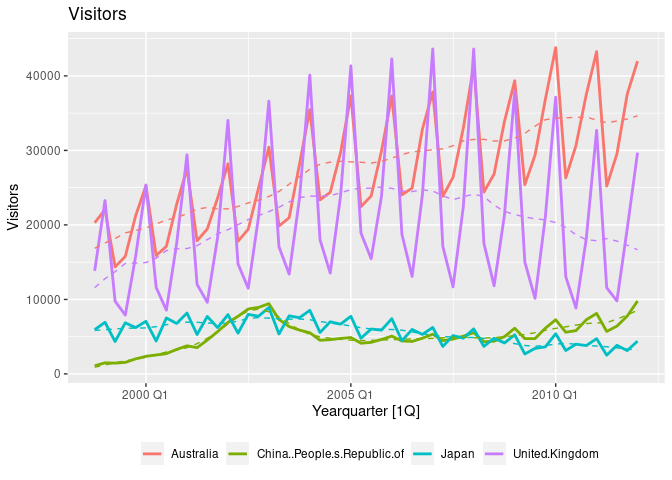 Visitors
Visitors
40000
30000
20000
10000
0
2000 Q1
2005 Q1
2010 Q1
Yearquarter [1Q]
Australia
China..People.s.Republic.of
Japan
United.Kingdom